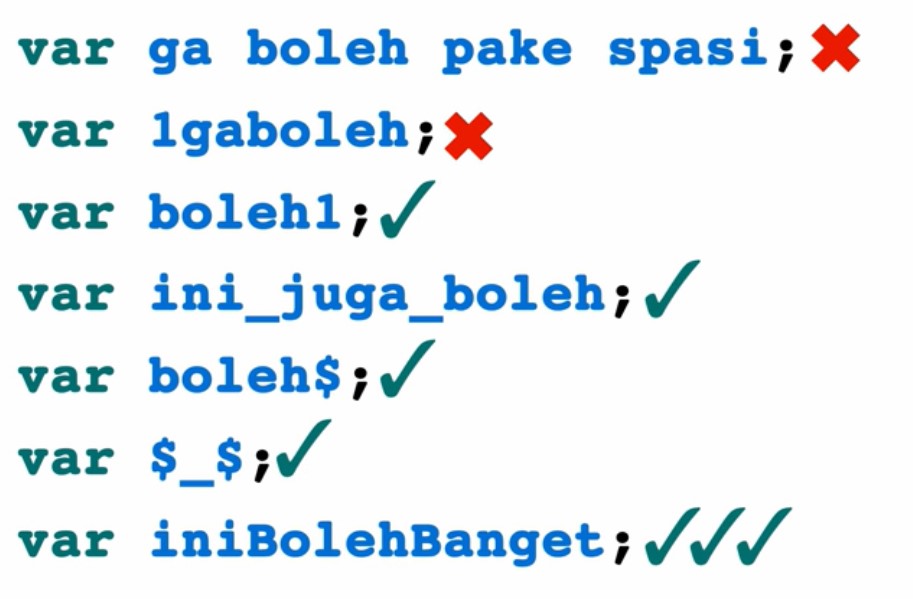 var ga boleh pake spasi;✖
var 1gaboleh;✖
var boleh1;✓
var ini_juga_boleh;✓
var boleh$;✓
var $_$;✓
var iniBolehBanget;✓✓✓